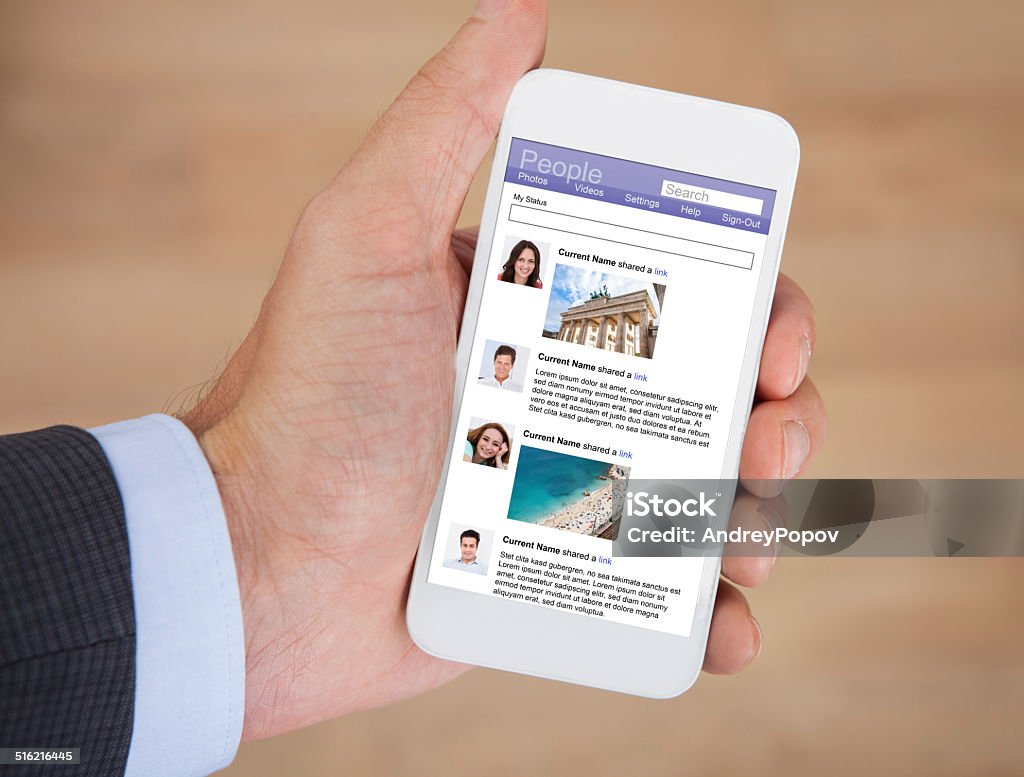 People
Search
Photos Videos Settings Help Sign-Out
My Status
Current Name shared a link
Current Name shared a link
Lorem ipsum dolor sit amet, consetetur sadipscing elitr,
sed diam nonumy eirmod tempor invidunt ut labore et
dolore magna aliquyam erat, sed diam voluptua. At
vero eos et accusam et justo duo dolores et ea rebum.
Stet clita kasd gubergren, no sea takimata sanctus est
Current Name shared a link
Current Name shared a link
Stet clita kasd gubergren, no sea takimata sanctus est
Lorem ipsum dolor sit amet. Lorem ipsum dolor sit
amet, consetetur sadipscing elitr, sed diam nonumy
eirmod tempor invidunt ut labore et dolore magna
aliquyam erat, sed diam voluptua.
iStock™
Credit: AndreyPopov
516216445